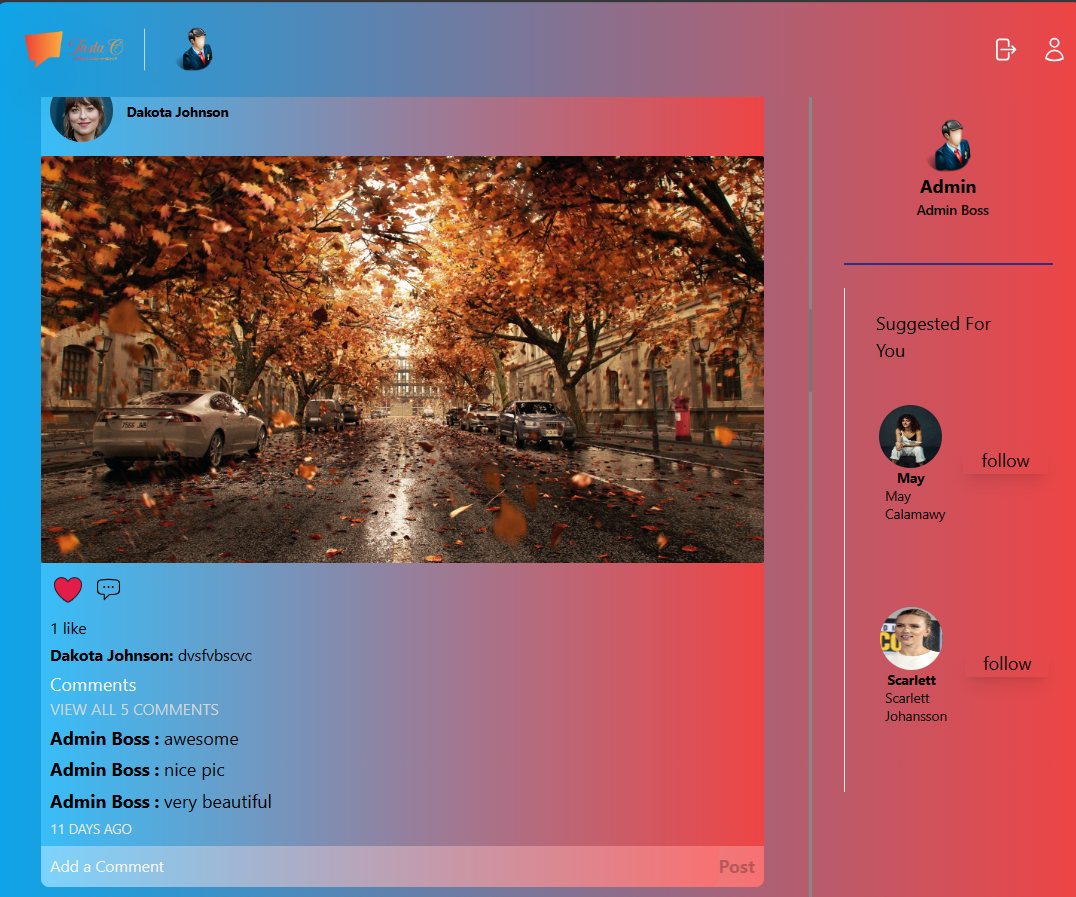 Dakota Johnson
Admin
Admin Boss
Suggested For
You
May
May
Calamawy
follow
Scarlett
Scarlett
Johansson
follow
1 like
Dakota Johnson: dvsfvbscvc
Comments
VIEW ALL 5 COMMENTS
Admin Boss : awesome
Admin Boss : nice pic
Admin Boss : very beautiful
11 DAYS AGO
Add a Comment
Post